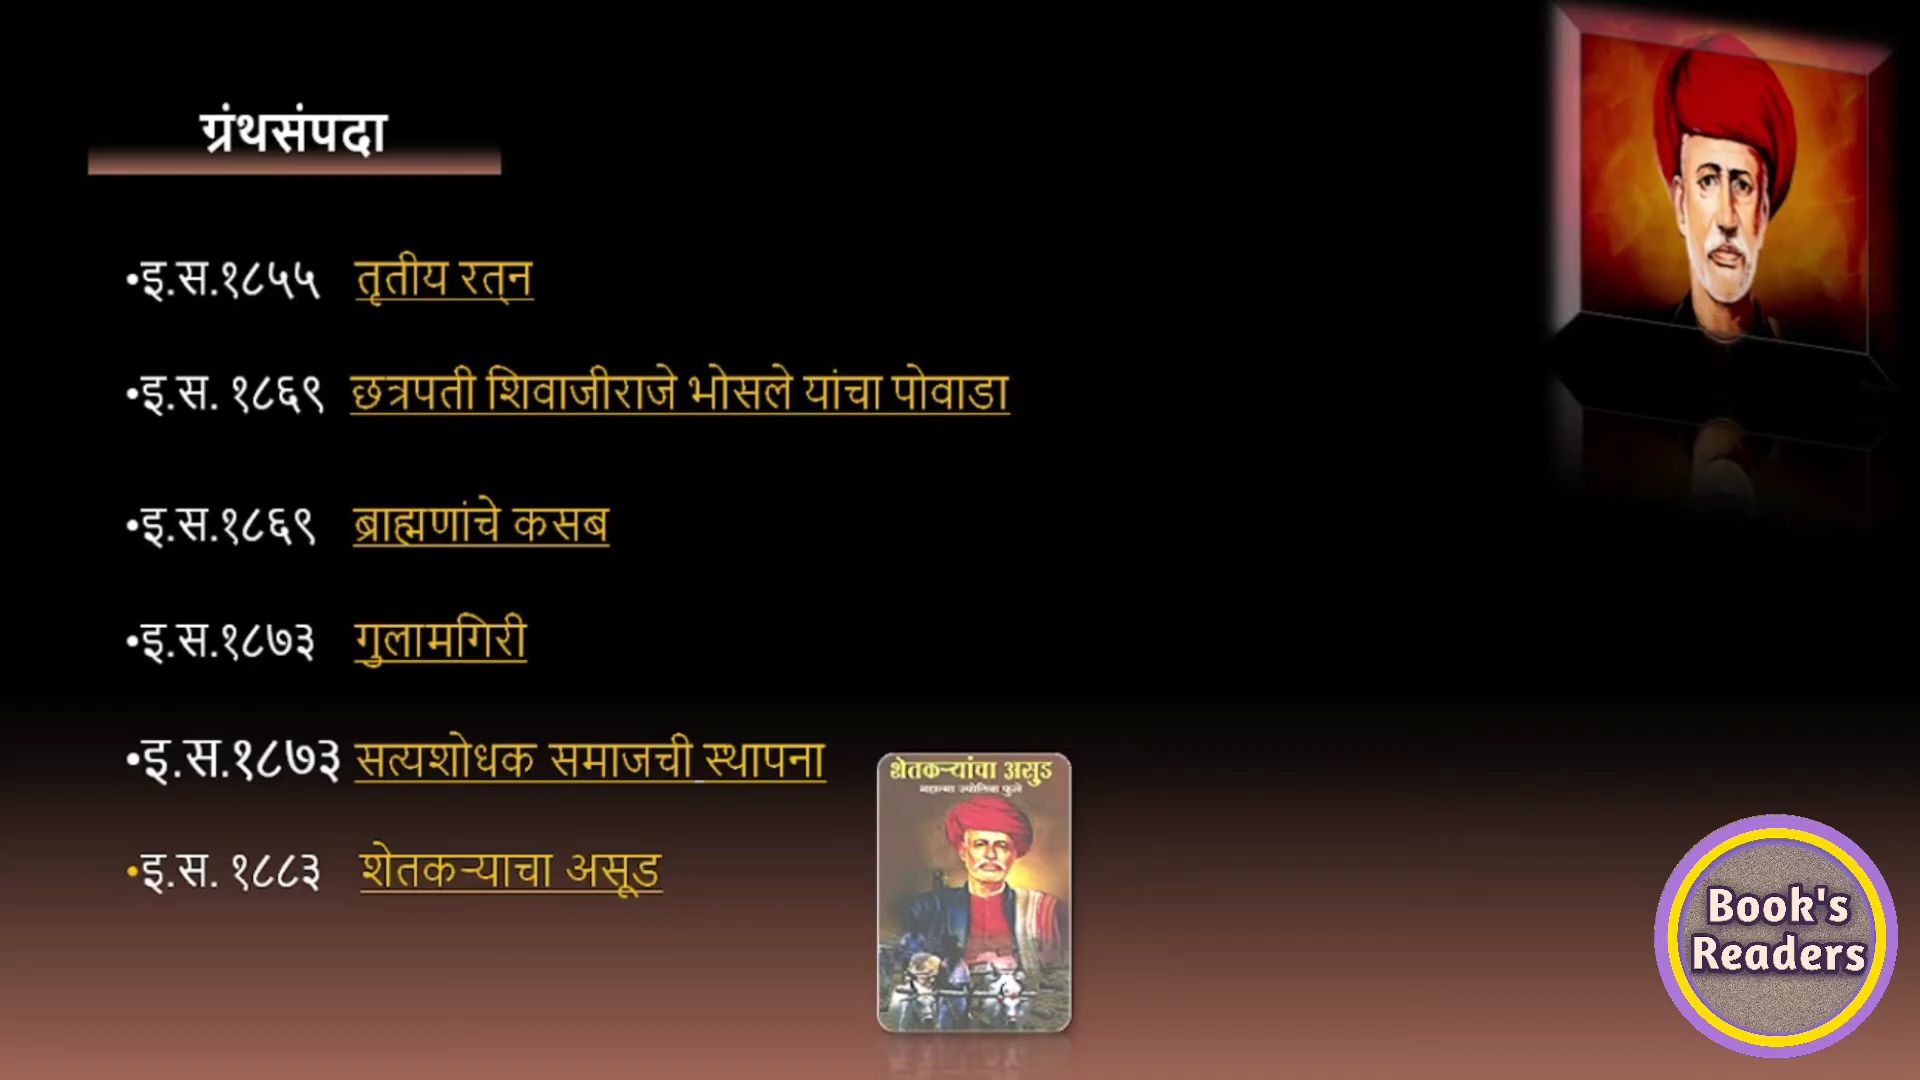 ग्रंथसंपदा
•इ.स.१८५५ तृतीय रत्‍न
•इ.स. १८६९ छत्रपती शिवाजीराजे भोसले यांचा पोवाडा
•इ.स.१८६९ ब्राह्मणांचे कसब
•इ.स.१८७३ गुलामगिरी
•इ.स.१८७३ सत्यशोधक समाजची स्थापना
•इ.स. १८८३ शेतकऱ्याचा असूड
शेतकऱ्यांचा असुड
महात्मा ज्योतिबा फुले
Book's
Readers